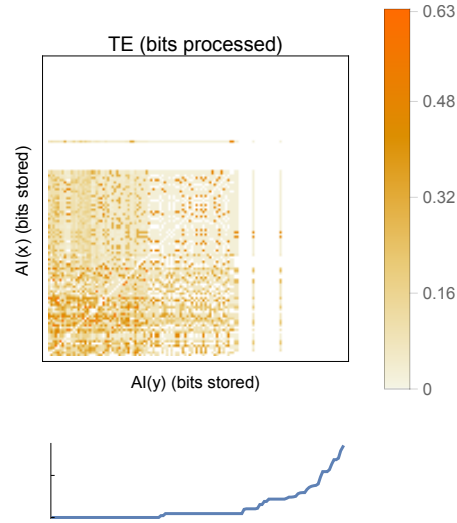 TE (bits processed)
0.63
0.48
0.32
0.16
0
AI(x) (bits stored)
AI(y) (bits stored)